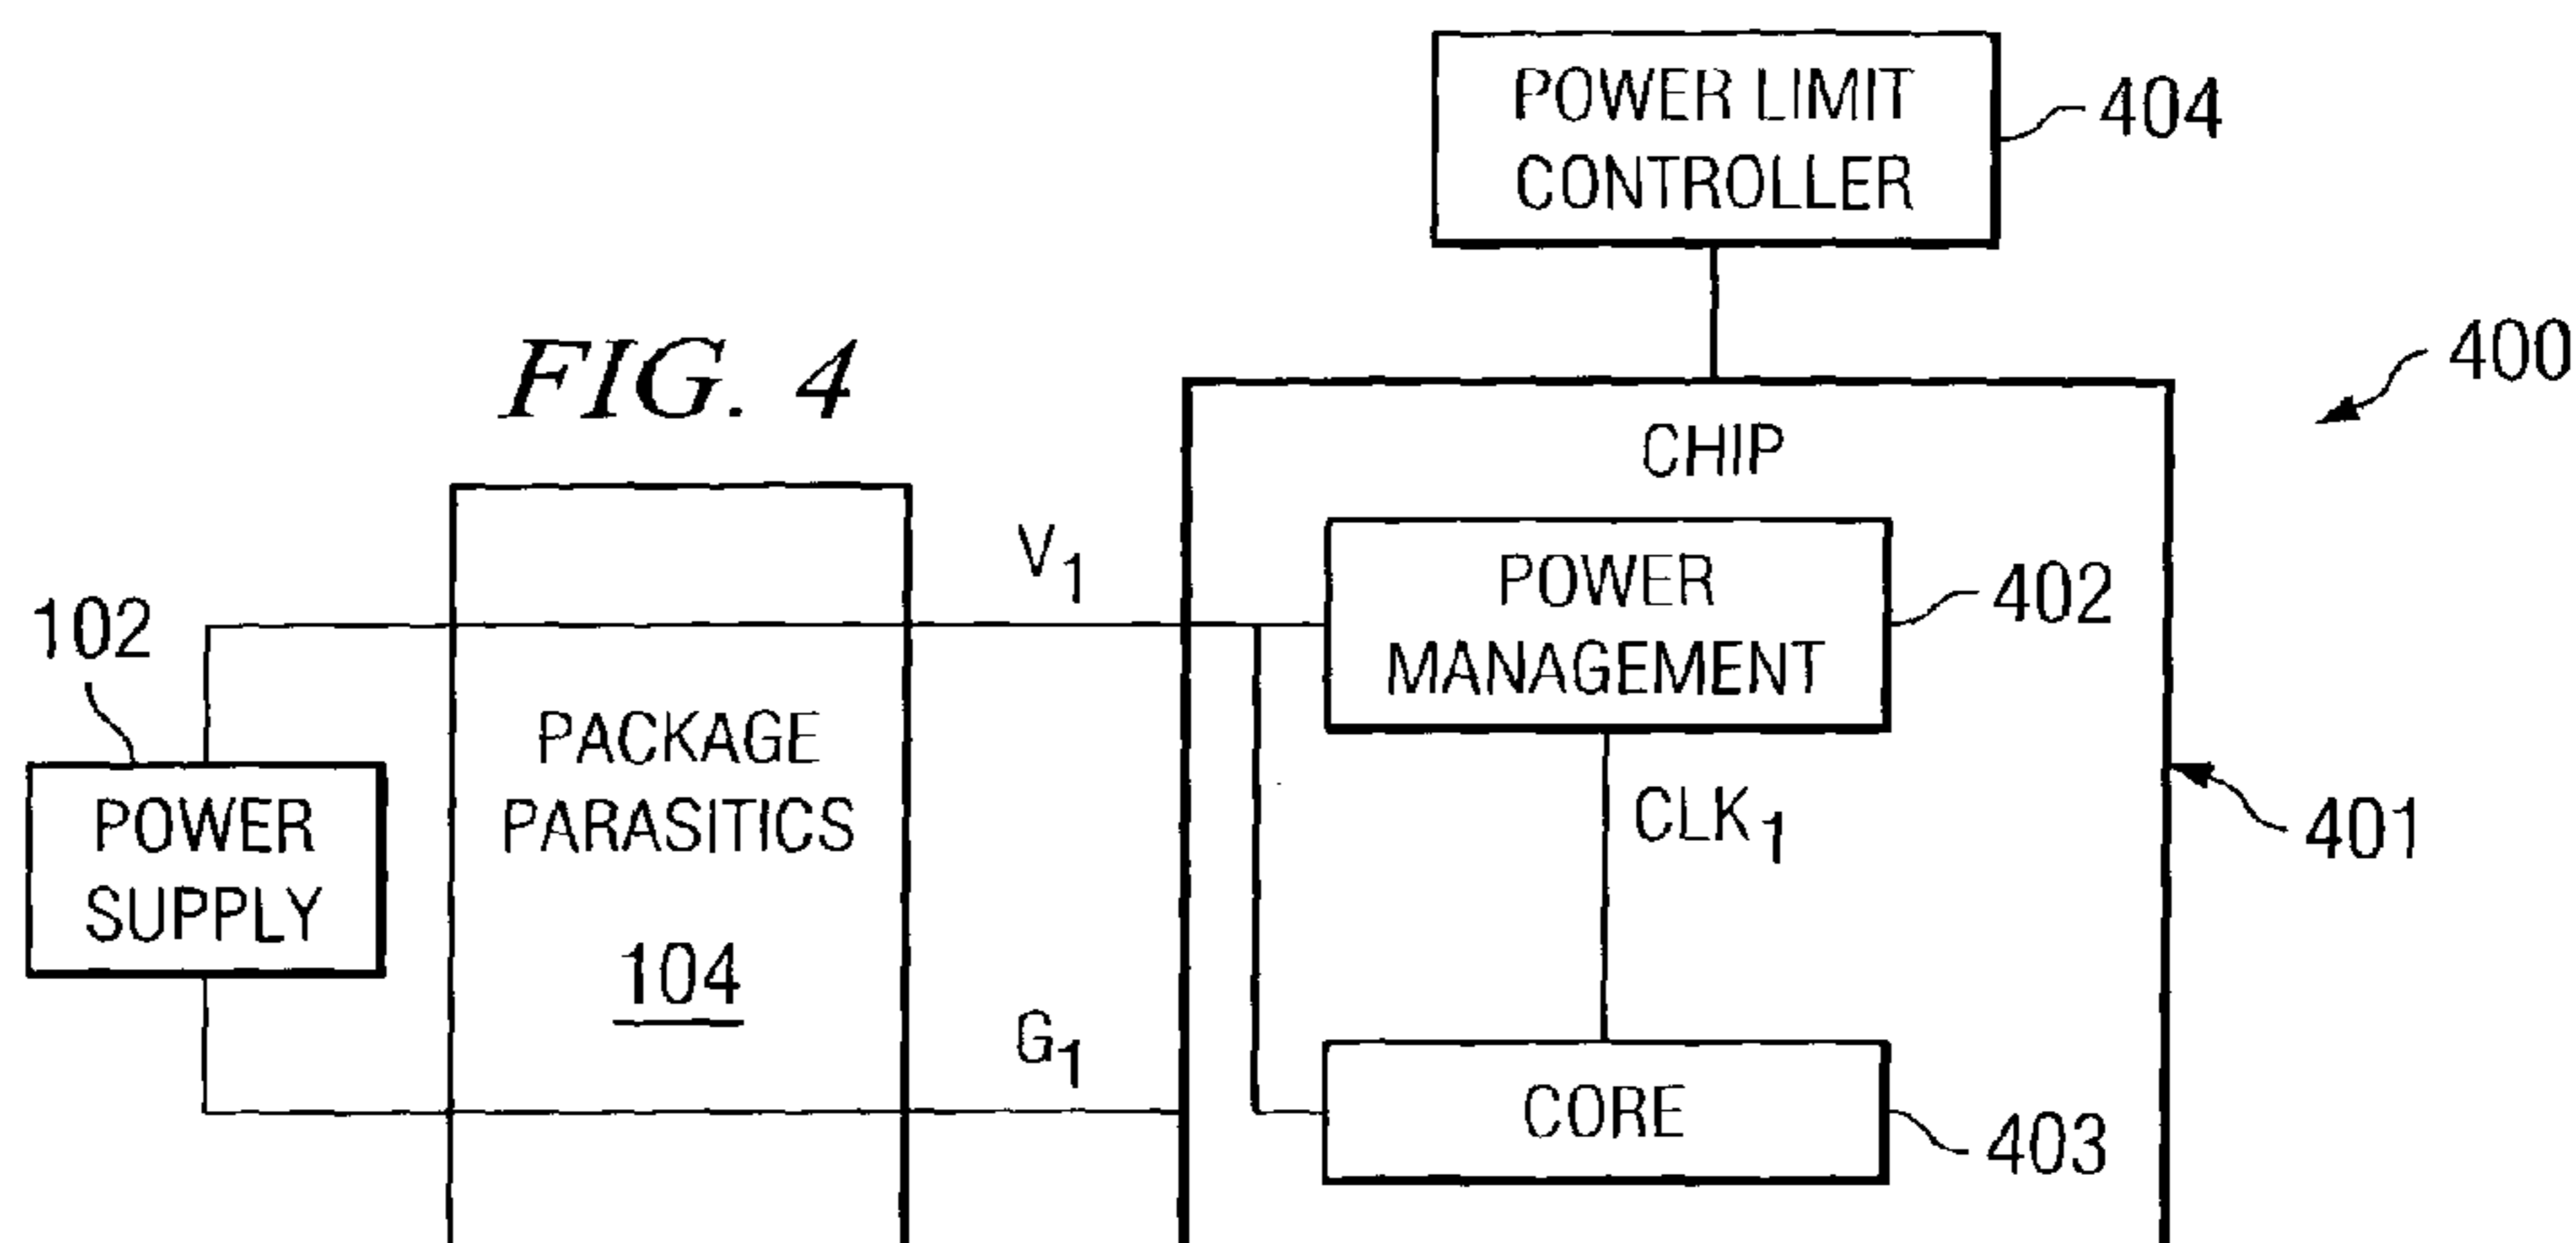 POWER LIMIT
CONTROLLER
404
400
FIG. 4
CHIP
V1
POWER
MANAGEMENT
402
102
PACKAGE
PARASITICS
104
POWER
SUPPLY
CLK1
401
G1
CORE
403